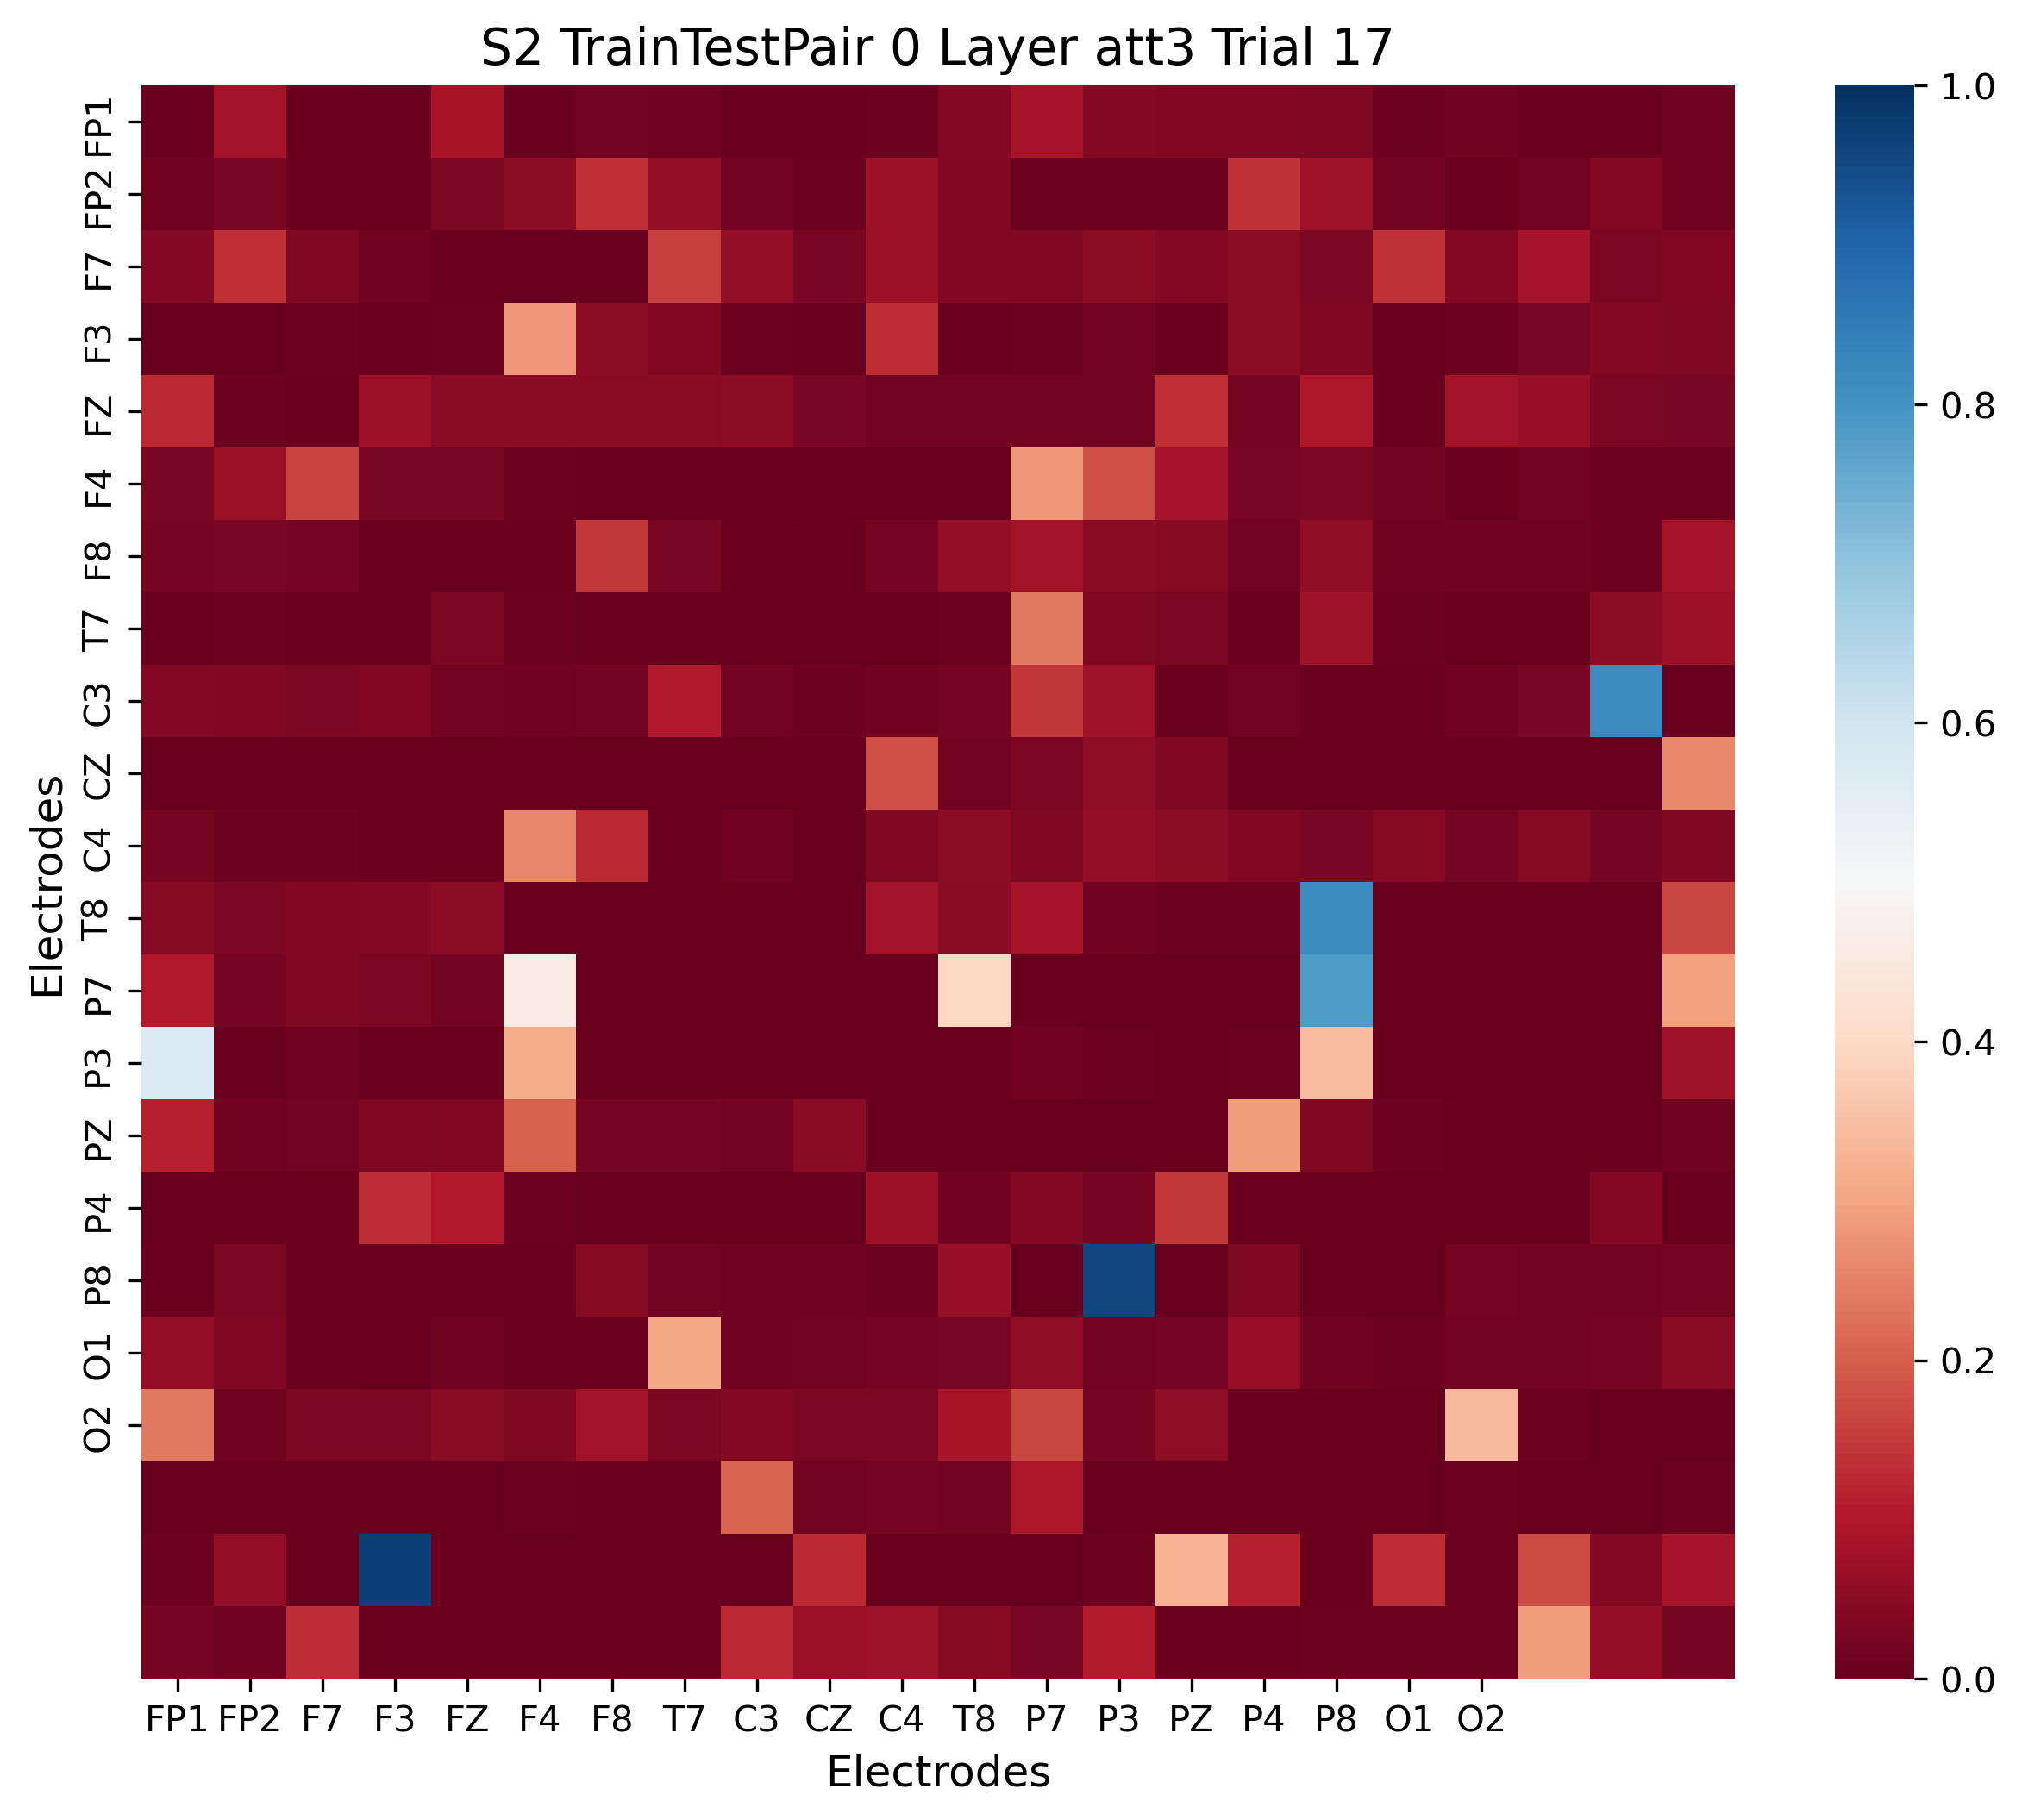 S2 TrainTestPair 0 Layer att3 Trial 17
Electrodes
FP1
FP2
F7
F3
FZ
F4
F8
T7
C3
CZ
C4
T8
P7
P3
PZ
P4
P8
O1
O2
FP1 FP2 F7 F3 FZ F4 F8 T7 C3 CZ C4 T8 P7 P3 PZ P4 P8 O1 O2
Electrodes
1.0
0.8
0.6
0.4
0.2
0.0